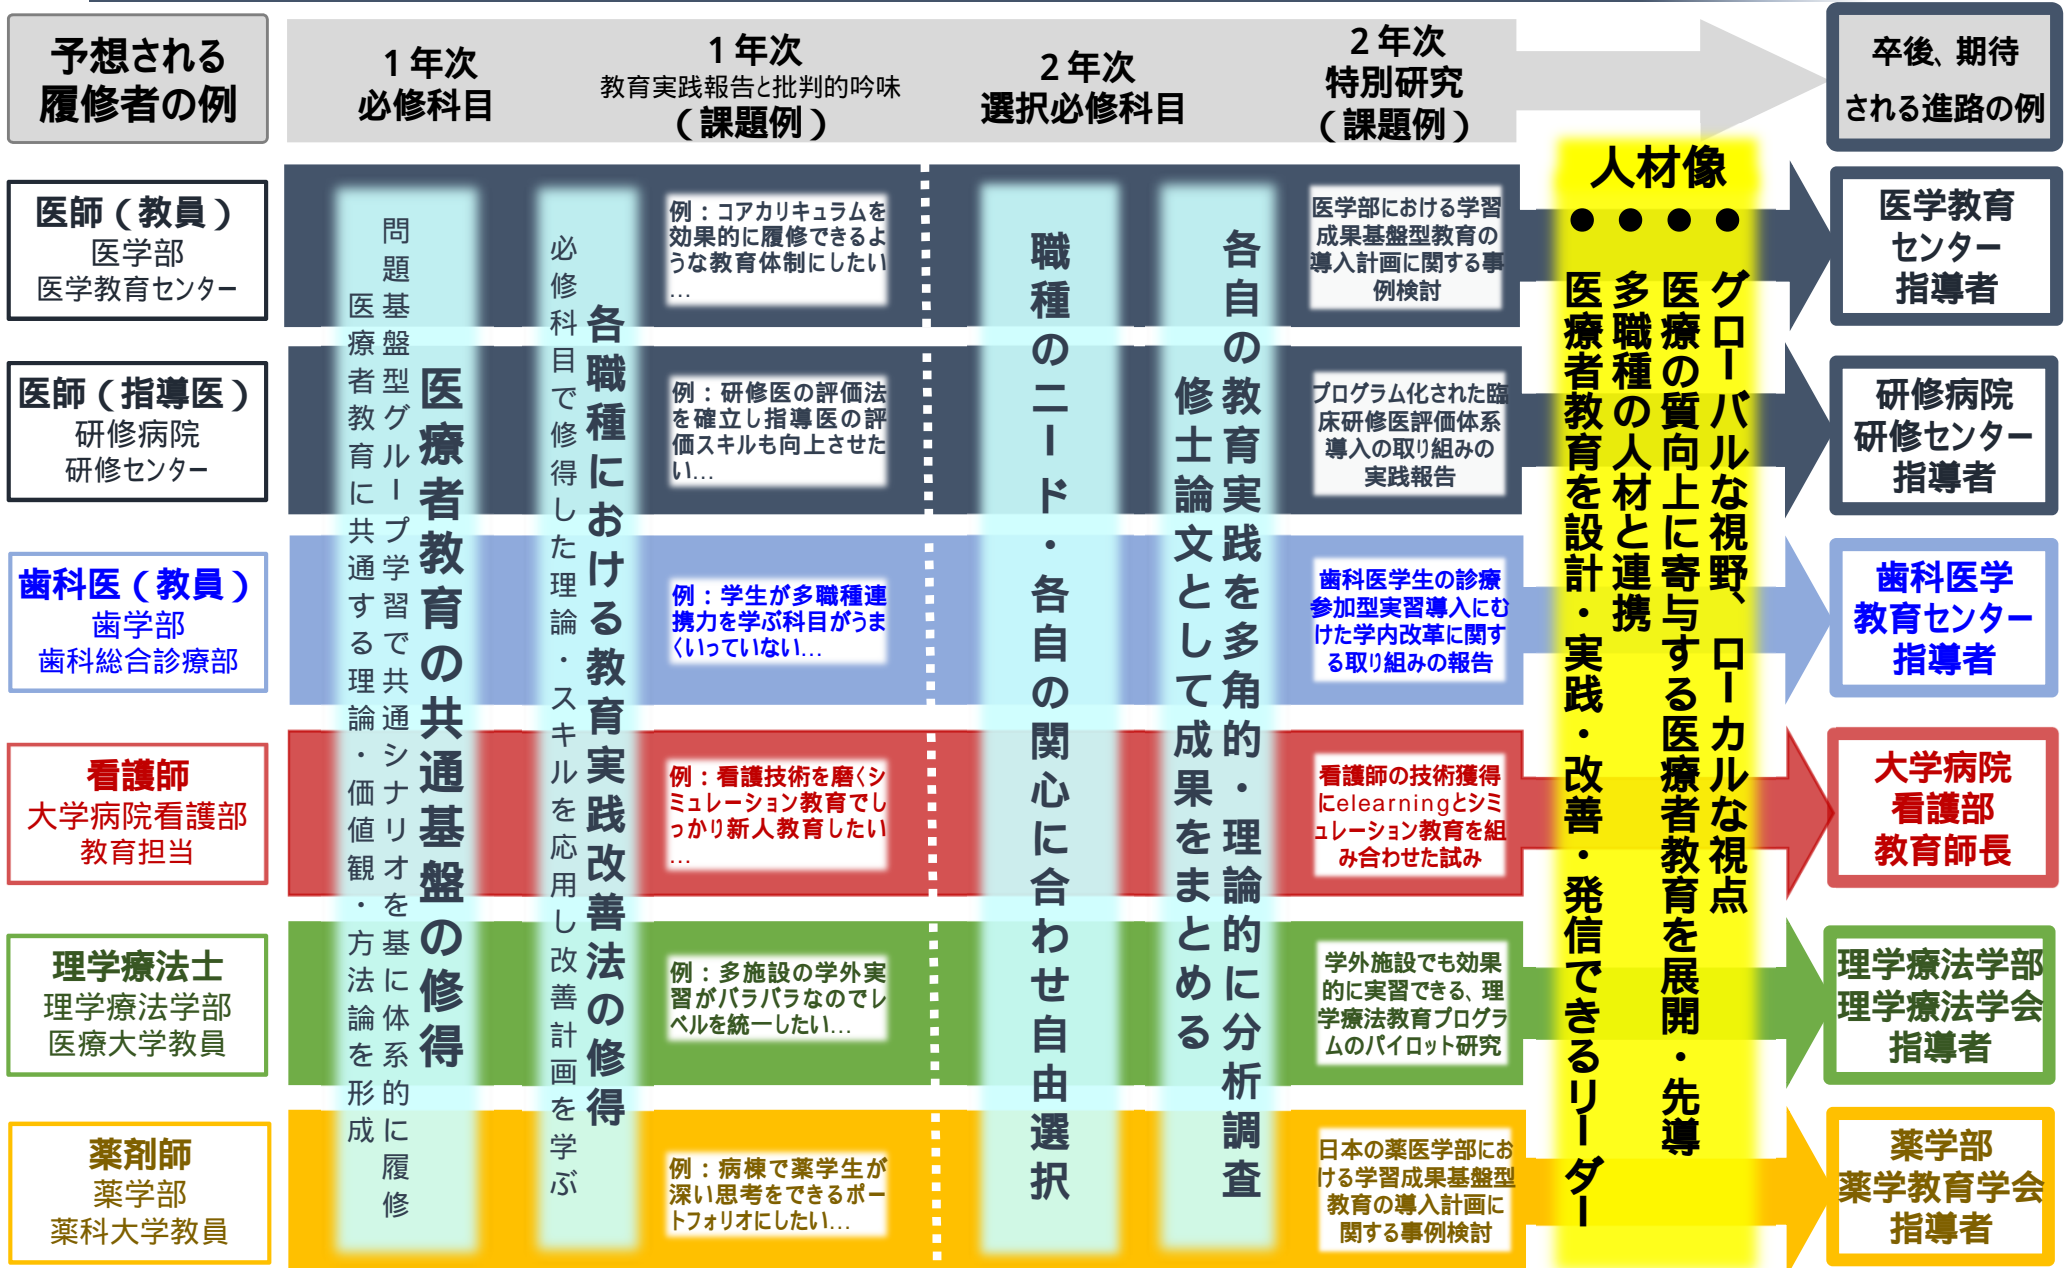 予想される
履修者の例
１年次
必修科目
１年次
教育実践報告と批判的吟味
（課題例）
２年次
選択必修科目
２年次
特別研究
（課題例）
卒後、期待
される進路の例
医師（教員）
医学部
医学教育センター
医師（指導医）
研修病院
研修センター
歯科医（教員）
歯学部
歯科総合診療部
看護師
大学病院看護部
教育担当
理学療法士
理学療法学部
医療大学教員
薬剤師
薬学部
薬科大学教員
医療者教育の共通基盤の修得
問題基盤型グループ学習で共通シナリオを基に体系的に履修
医療者教育に共通する理論・価値観・方法論を形成
各職種における教育実践改善法の修得
必修科目で修得した理論・スキルを応用し改善計画を学ぶ
例：コアカリキュラムを
効果的に履修できるよ
うな教育体制にしたい
…
例：研修医の評価法
を確立し指導医の評
価スキルも向上させた
い…
例：学生が多職種連
携力を学ぶ科目がうま
くいっていない…
例：看護技術を磨くシ
ミュレーション教育でし
っかり新人教育したい
…
例：多施設の学外実
習がバラバラなのでレ
ベルを統一したい…
例：病棟で薬学生が
深い思考をできるポー
トフォリオにしたい…
職種のニード・各自の関心に合わせ自由選択
各自の教育実践を多角的・理論的に分析調査
修士論文として成果をまとめる
医学部における学習
成果基盤型教育の
導入計画に関する事
例検討
プログラム化された臨
床研修医評価体系
導入の取り組みの
実践報告
歯科医学生の診療
参加型実習導入にむ
けた学内改革に関す
る取り組みの報告
看護師の技術獲得
にelearningとシミ
ュレーション教育を組
み合わせた試み
学外施設でも効果
的に実習できる、理
学療法教育プログラ
ムのパイロット研究
日本の薬医学部にお
ける学習成果基盤型
教育の導入計画に
関する事例検討
人材像
●グローバルな視野、ローカルな視点
●医療の質向上に寄与する医療者教育を展開・先導
●多職種の人材と連携
●医療者教育を設計・実践・改善・発信できるリーダー
医学教育
センター
指導者
研修病院
研修センター
指導者
歯科医学
教育センター
指導者
大学病院
看護部
教育師長
理学療法学部
理学療法学会
指導者
薬学部
薬学教育学会
指導者